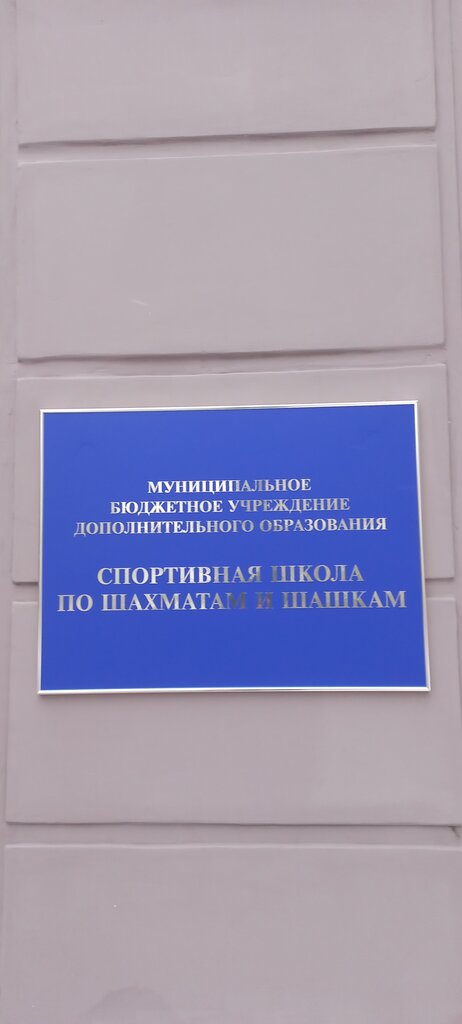 МУНИЦИПАЛЬНОЕ
БЮДЖЕТНОЕ УЧРЕЖДЕНИЕ
ДОПОЛНИТЕЛЬНОГО ОБРАЗОВАНИЯ
СПОРТИВНАЯ ШКОЛА
ПО ШАХМАТАМ И ШАШКАМ